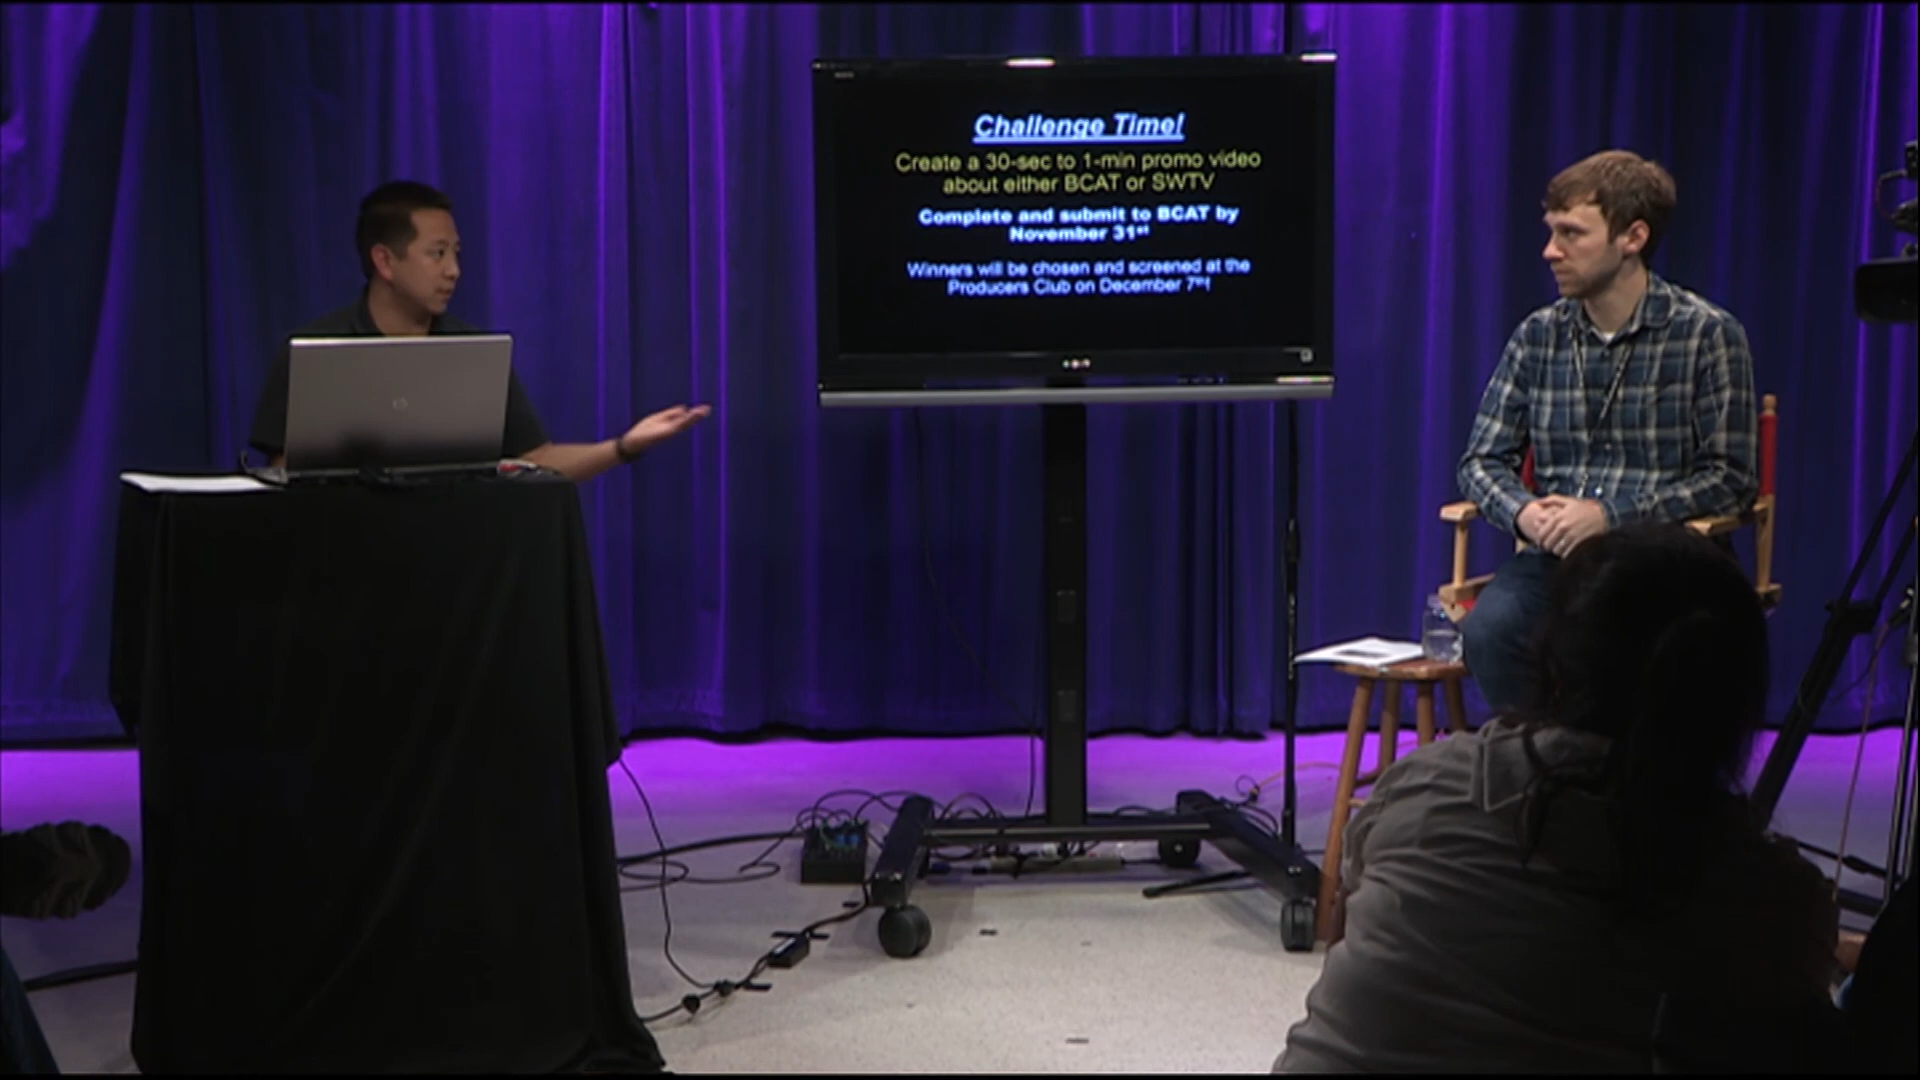 Challenge Time!
Create a 30-sec to 1-min promo video
about either BCAT or SWTV
Complete and submit to BCAT by
November 31st
Winners will be chosen and screened at the
Producers Club on December 7th!